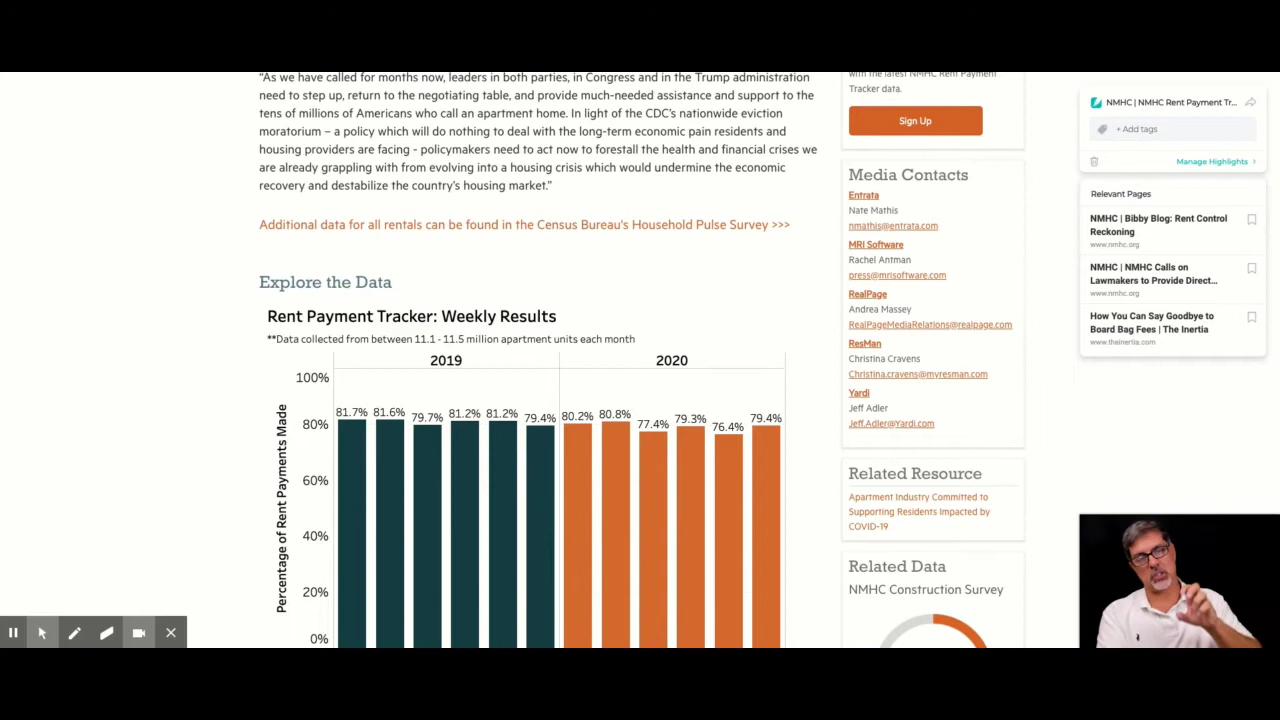 “As we have called for months now, leaders in both parties, in Congress and in the Trump administration
need to step up, return to the negotiating table, and provide much-needed assistance and support to the
tens of millions of Americans who call an apartment home. In light of the CDC's nationwide eviction
moratorium – a policy which will do nothing to deal with the long-term economic pain residents and
housing providers are facing - policymakers need to act now to forestall the health and financial crises we
are already grappling with from evolving into a housing crisis which would undermine the economic
recovery and destabilize the country's housing market.”
Additional data for all rentals can be found in the Census Bureau's Household Pulse Survey >>>
Explore the Data
Rent Payment Tracker: Weekly Results
**Data collected from between 11.1 - 11.5 million apartment units each month
2019 2020
Percentage of Rent Payments Made
100%
80%
60%
40%
20%
0%
81.7% 81.6% 79.7% 81.2% 81.2% 79.4% 80.2% 80.8% 77.4% 79.3% 76.4% 79.4%
with the latest NMHC Rent Payment
Tracker data.
Sign Up
Media Contacts
Entrata
Nate Mathis
nmathis@entrata.com
MRI Software
Rachel Antman
press@mrisoftware.com
RealPage
Andrea Massey
RealPageMediaRelations@realpage.com
ResMan
Christina Cravens
Christina.cravens@myresman.com
Yardi
Jeff Adler
Jeff.Adler@Yardi.com
Related Resource
Apartment Industry Committed to
Supporting Residents Impacted by
COVID-19
Related Data
NMHC Construction Survey
NMHC | NMHC Rent Payment Tr...
+ Add tags
Manage Highlights >
Relevant Pages
NMHC | Bibby Blog: Rent Control
Reckoning
www.nmhc.org
NMHC | NMHC Calls on
Lawmakers to Provide Direct...
www.nmhc.org
How You Can Say Goodbye to
Board Bag Fees | The Inertia
www.theinertia.com